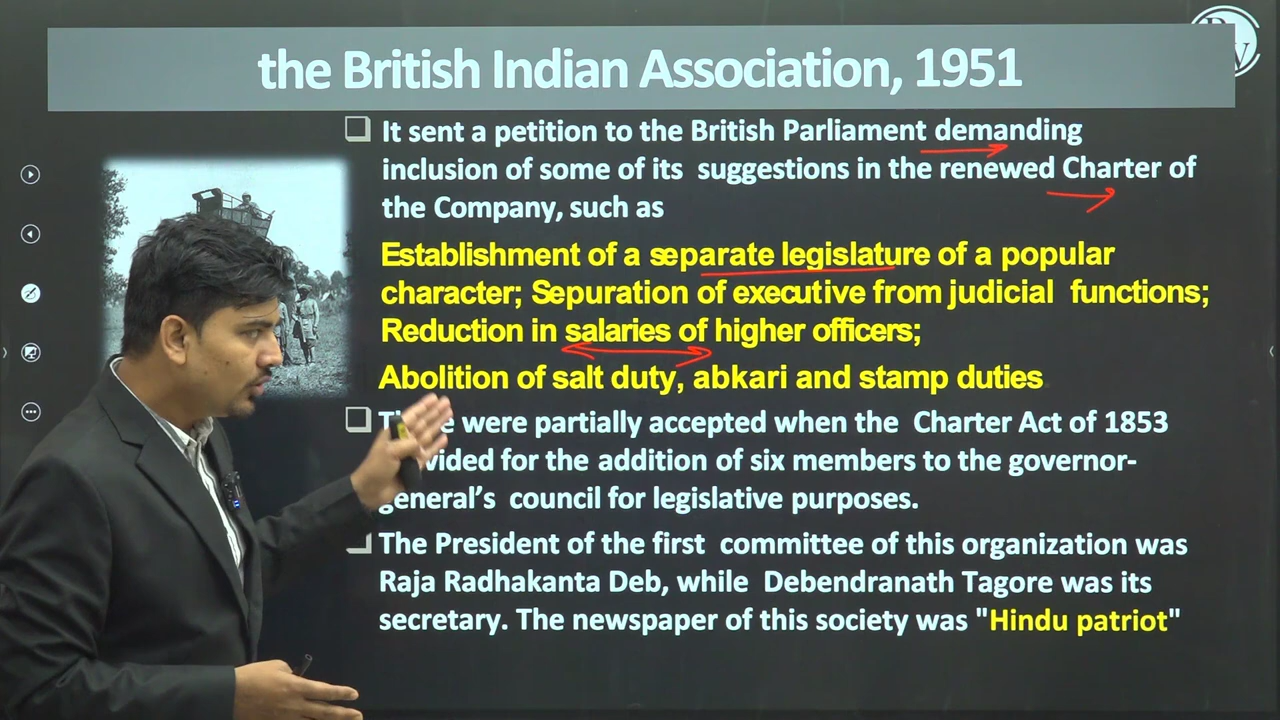 the British Indian Association, 1951
It sent a petition to the British Parliament demanding
inclusion of some of its suggestions in the renewed Charter of
the Company, such as
Establishment of a separate legislature of a popular
character; Sepuration of executive from judicial functions;
Reduction in salaries of higher officers;
Abolition of salt duty, abkari and stamp duties
were partially accepted when the Charter Act of 1853
for the addition of six members to the governor-
general's council for legislative purposes.
The President of the first committee of this organization was
Raja Radhakanta Deb, while Debendranath Tagore was its
secretary. The newspaper of this society was "Hindu patriot"